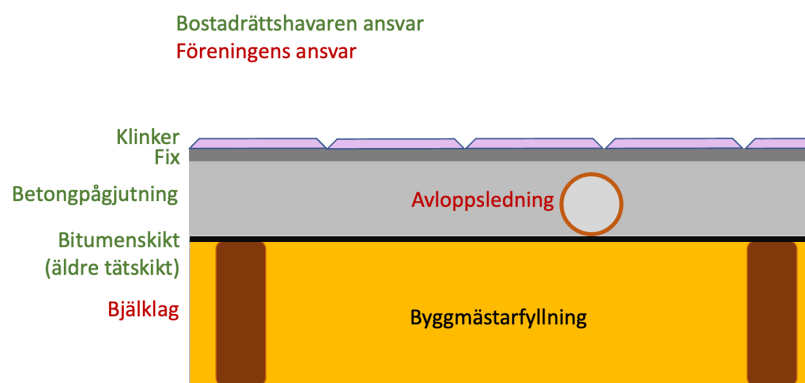 Bostadrättshavaren ansvar
Föreningens ansvar
Klinker
Fix
Betongpågjutning
Avloppsledning
Bitumenskikt
(äldre tätskikt)
Bjälklag
Byggmästarfyllning